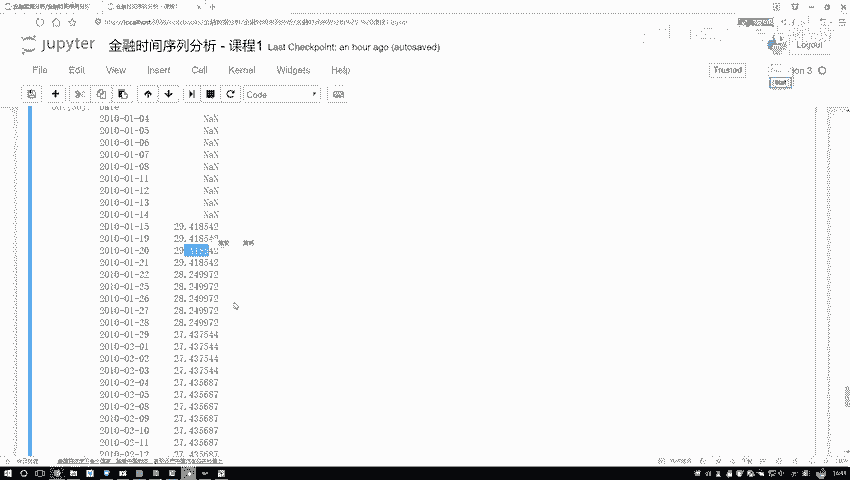 jupyter 金融时间序列分析 - 课程1 Last Checkpoint: an hour ago (autosaved)
Logout
File Edit View Insert Cell Kernel Widgets Help
Trusted
Code
2010-01-04 NaN
2010-01-05 NaN
2010-01-06 NaN
2010-01-07 NaN
2010-01-08 NaN
2010-01-11 NaN
2010-01-12 NaN
2010-01-13 NaN
2010-01-14 NaN
2010-01-15 29.418542
2010-01-19 29.418542
2010-01-20
2010-01-21 29.418542
2010-01-22 28.249972
2010-01-25 28.249972
2010-01-26 28.249972
2010-01-27 28.249972
2010-01-28 28.249972
2010-01-29 27.437544
2010-02-01 27.437544
2010-02-02 27.437544
2010-02-03 27.437544
2010-02-04 27.435687
2010-02-05 27.435687
2010-02-08 27.435687
2010-02-09 27.435687
2010-02-10 27.435687
2010-02-11 27.435687
2010-02-12 27.435687